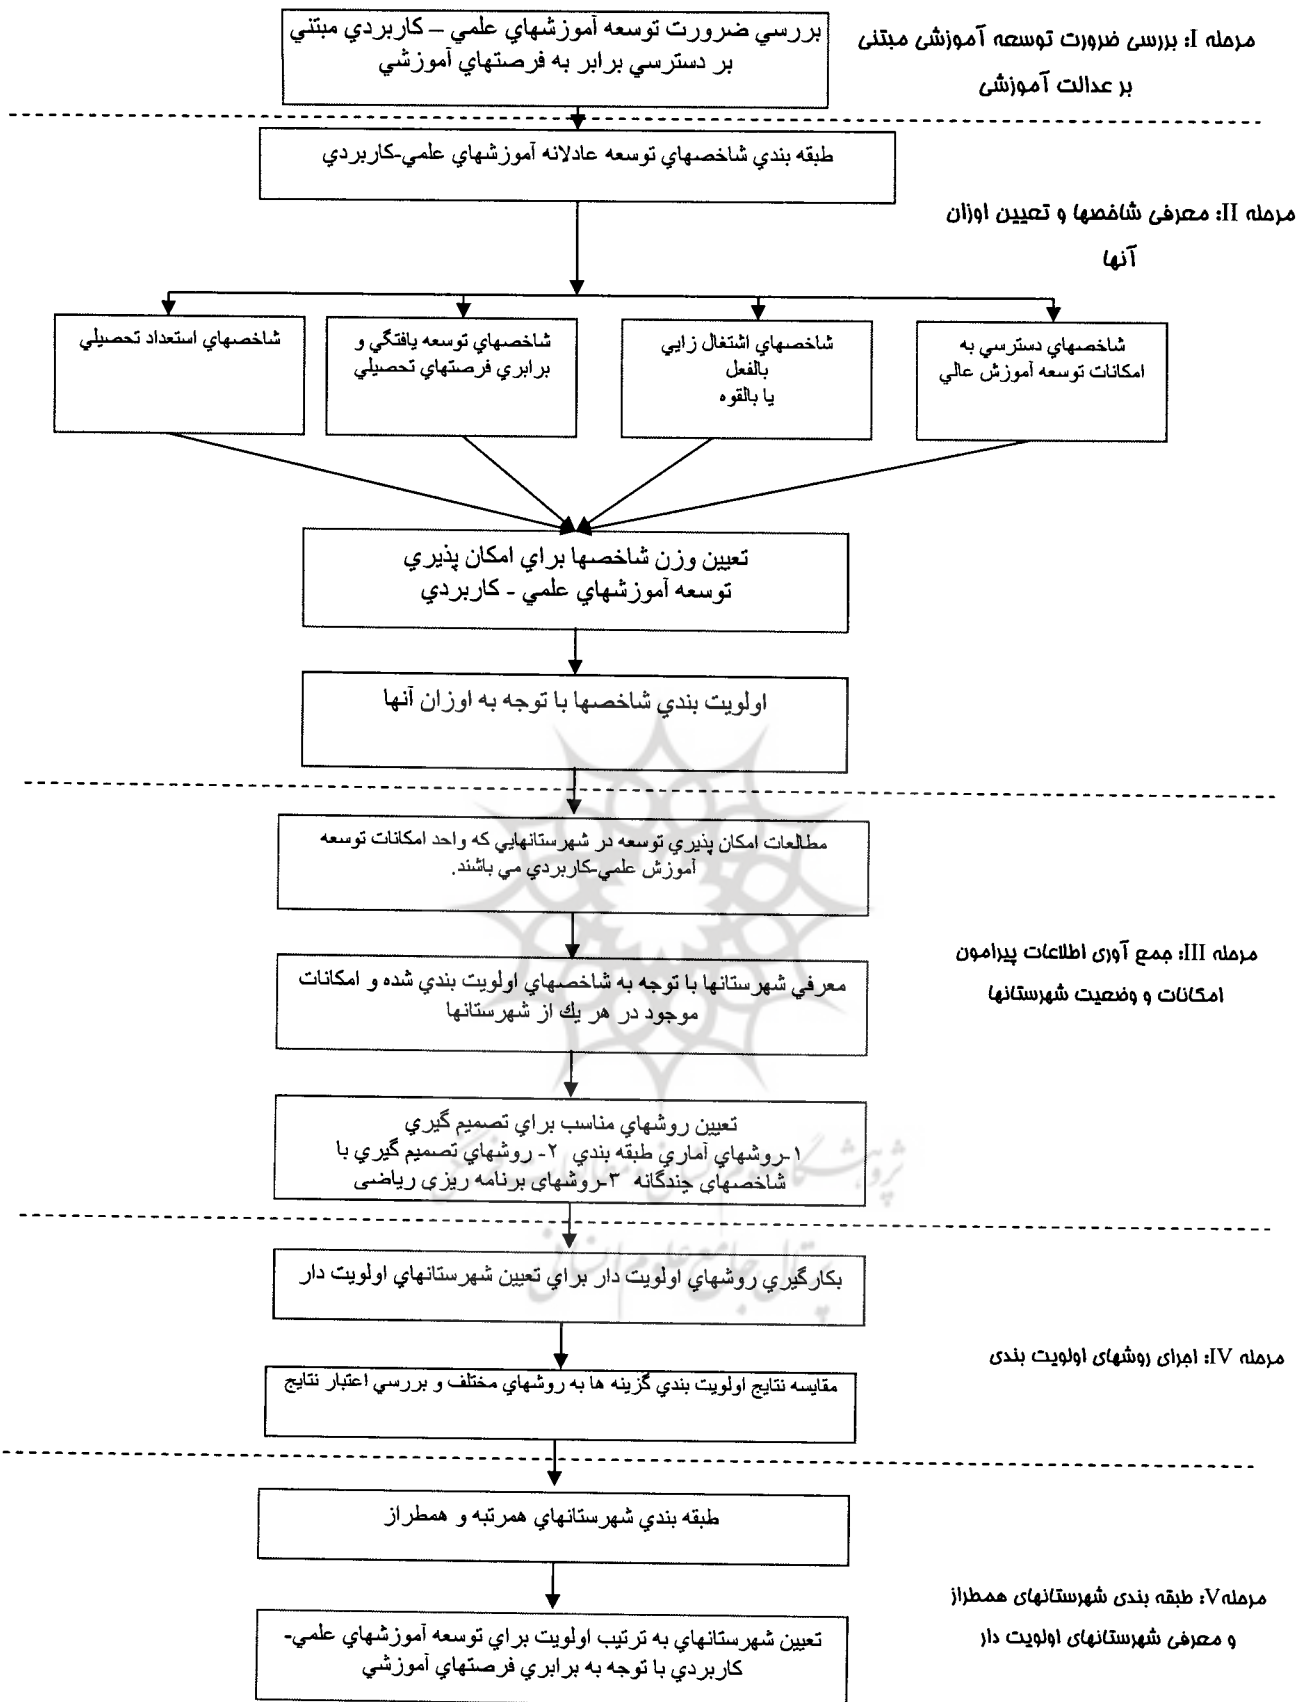 مرحله I: بررسی ضرورت توسعه آموزشی مبتنی
بر عدالت آموزشی
بررسي ضرورت توسعه آموزشهاي علمي – كاربردي مبتني
بر دسترسي برابر به فرصتهاي آموزشي
طبقه بندي شاخصهاي توسعه عادلانه آموزشهاي علمي-كاربردي
مرحله II: معرفی شاخصها و تعیین اوزان
آنها
شاخصهاي دسترسي به
امكانات توسعه آموزش عالي
شاخصهاي اشتغال زايي
بالفعل
يا بالقوه
شاخصهاي توسعه يافتگي و
برابري فرصتهاي تحصيلي
شاخصهاي استعداد تحصيلي
تعيين وزن شاخصها براي امكان پذيري
توسعه آموزشهاي علمي - كاربردي
اولويت بندي شاخصها با توجه به اوزان آنها
مطالعات امكان پذيري توسعه در شهرستانهايي كه واحد امكانات توسعه
آموزش علمي-كاربردي مي باشند.
مرحله III: جمع آوری اطلاعات پیرامون
امکانات و وضعیت شهرستانها
معرفي شهرستانها با توجه به شاخصهاي اولويت بندي شده و امكانات
موجود در هر يك از شهرستانها
تعيين روشهاي مناسب براي تصميم گيري
۱-روشهاي آماري طبقه بندي ۲- روشهاي تصميم گيري با
شاخصهاي چندگانه ۳-روشهاي برنامه ريزي رياضي
پژوهشگاه علوم انسانی و مطالعات فرهنگی
پرتال جامع علوم انسانی
بكارگيري روشهاي اولويت دار براي تعيين شهرستانهاي اولويت دار
مرحله IV: اجرای روشهای اولویت بندی
مقايسه نتايج اولويت بندي گزينه ها به روشهاي مختلف و بررسي اعتبار نتايج
طبقه بندي شهرستانهاي همرتبه و همطراز
مرحلهV: طبقه بندی شهرستانهای همطراز
و معرفی شهرستانهای اولویت دار
تعيين شهرستانهاي به ترتيب اولويت براي توسعه آموزشهاي علمي-
كاربردي با توجه به برابري فرصتهاي آموزشي